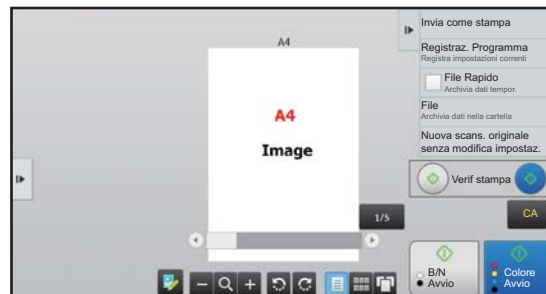 A4
A4
Image
1/5
Invia come stampa
Registraz. Programma
Registra impostazioni correnti
File Rapido
Archivia dati tempor.
File
Archivia dati nella cartella
Nuova scans. originale
senza modifica impostaz.
Verif stampa
CA
B/N
Avvio
Colore
Avvio